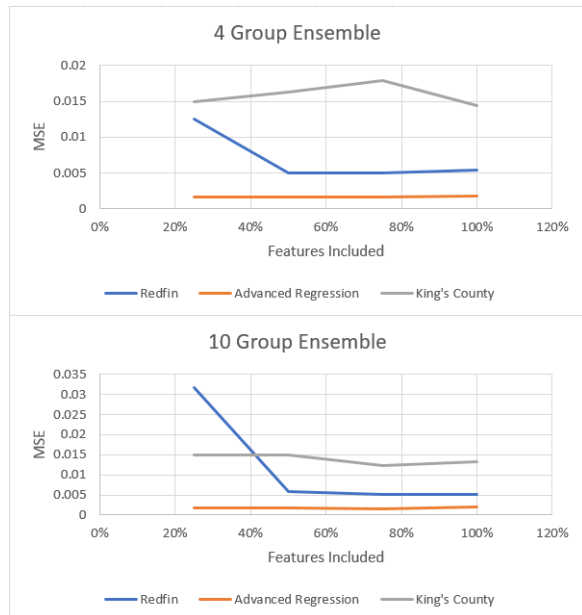 4 Group Ensemble
0.02
0.015
0.01
0.005
0
MSE
0% 20% 40% 60% 80% 100% 120%
Features Included
Redfin Advanced Regression King's County
10 Group Ensemble
0.035
0.03
0.025
0.02
0.015
0.01
0.005
0
MSE
0% 20% 40% 60% 80% 100% 120%
Features Included
Redfin Advanced Regression King's County